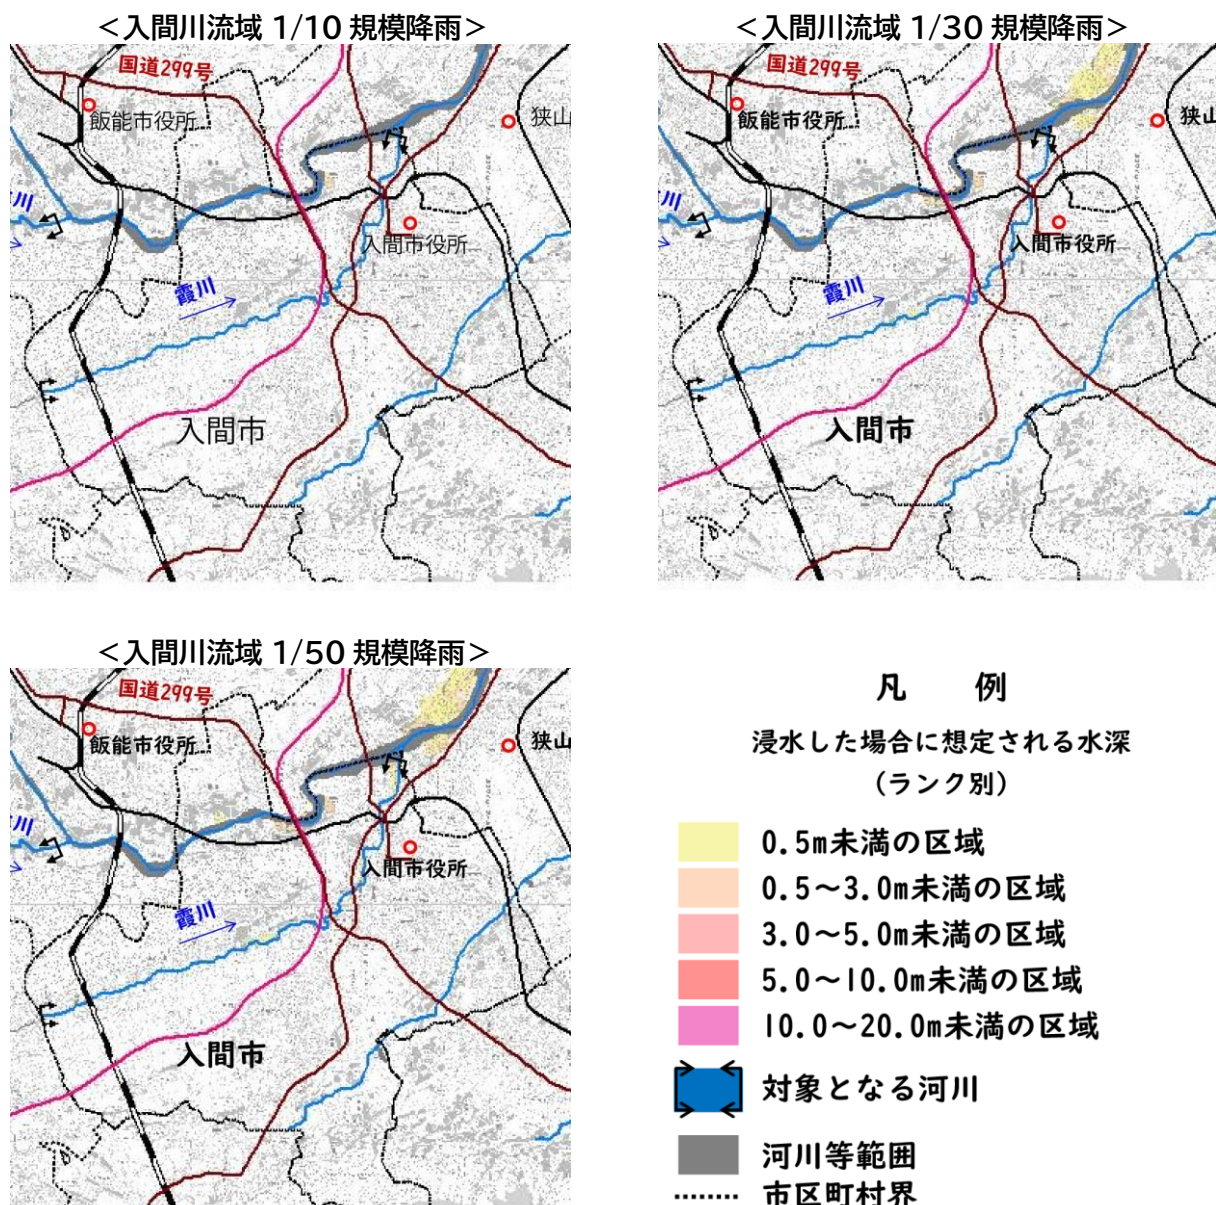 ＜入間川流域 1/10 規模降雨＞
国道299号
飯能市役所
狭山
川
入間市役所
霞川
入間市
＜入間川流域 1/30 規模降雨＞
国道299号
飯能市役所
狭山
川
入間市役所
霞川
入間市
＜入間川流域 1/50 規模降雨＞
国道299号
飯能市役所
狭山
川
入間市役所
霞川
入間市
凡　例
浸水した場合に想定される水深
（ランク別）
0.5m未満の区域
0.5～3.0m未満の区域
3.0～5.0m未満の区域
5.0～10.0m未満の区域
10.0～20.0m未満の区域
対象となる河川
河川等範囲
市区町村界